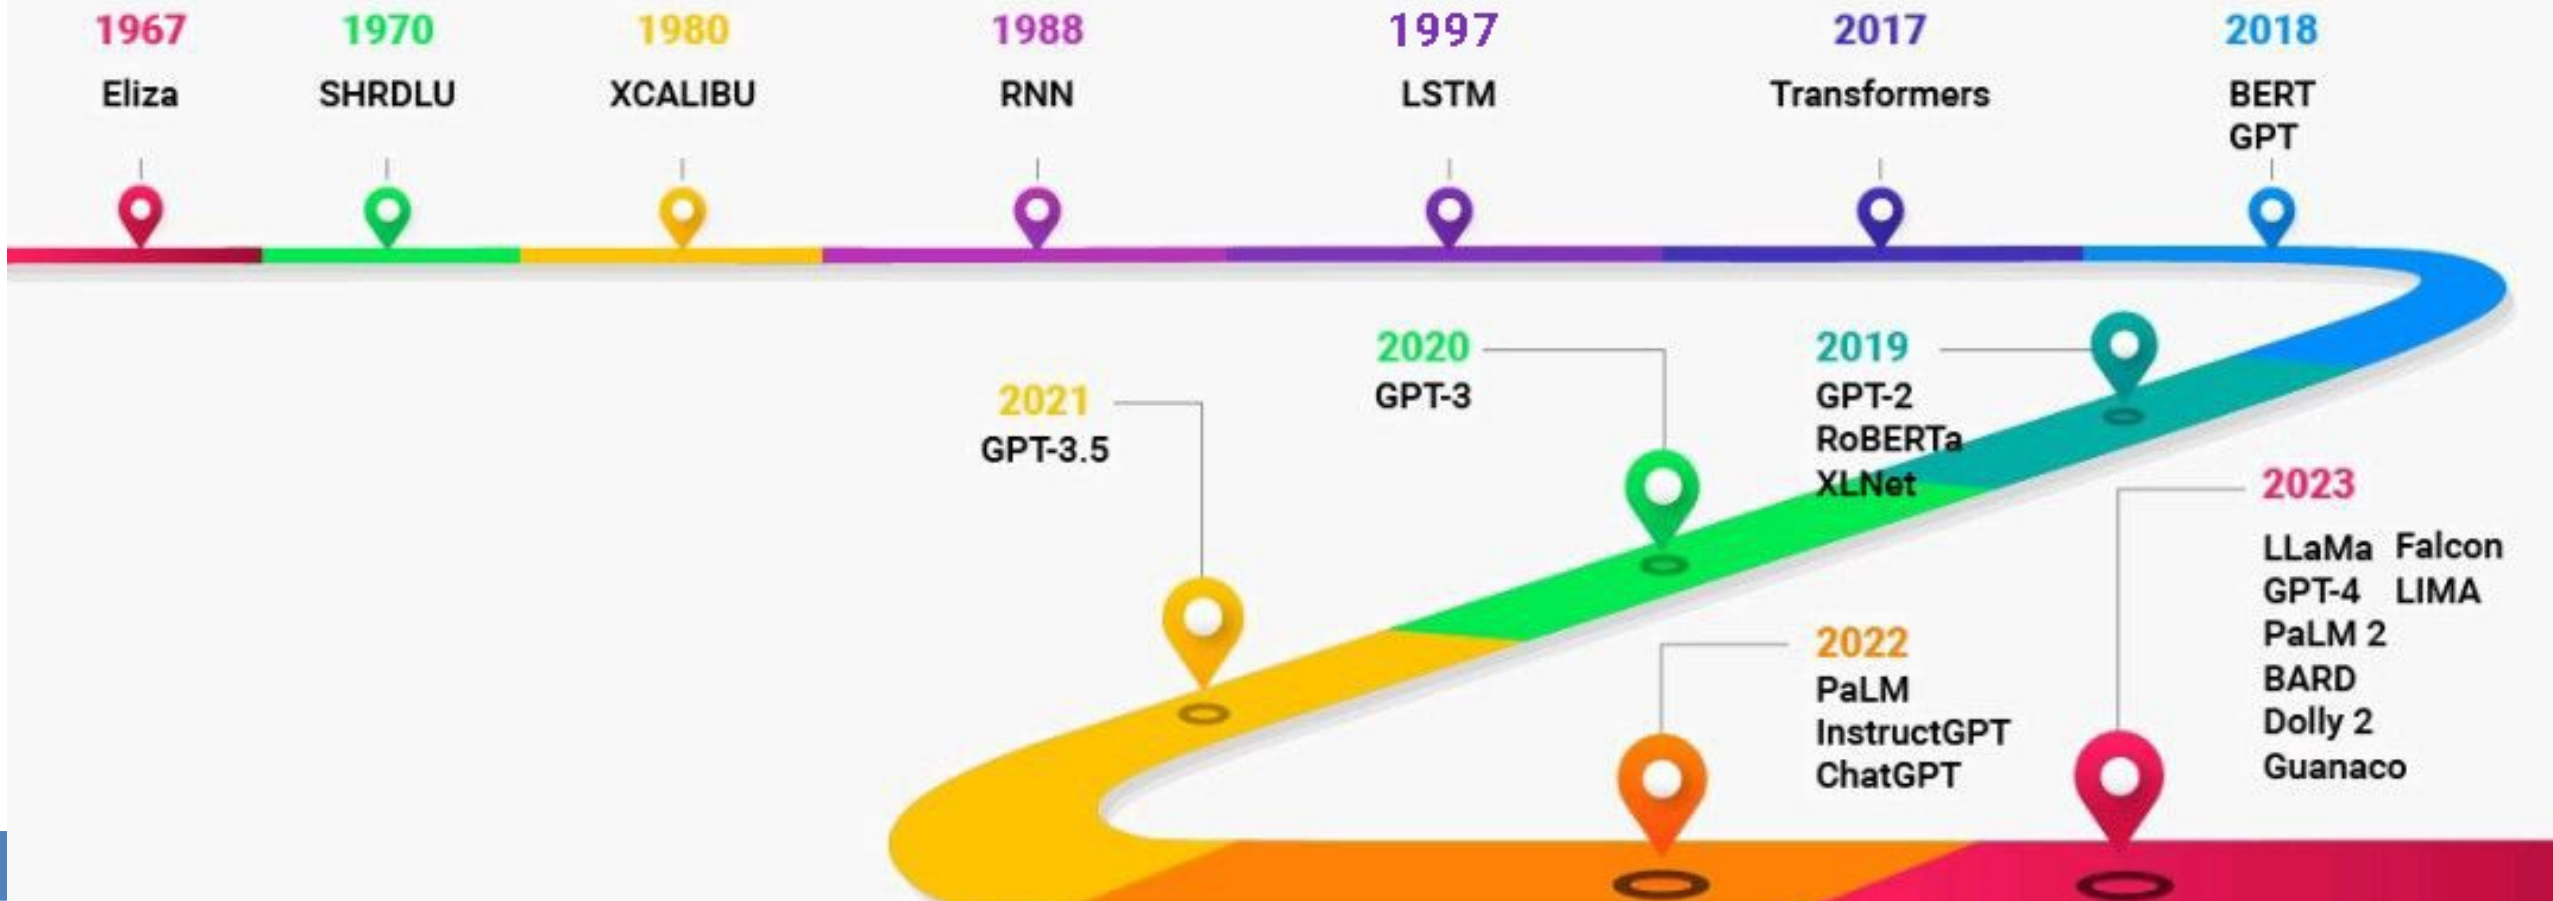 1967
Eliza
1970
SHRDLU
1980
XCALIBU
1988
RNN
1997
LSTM
2017
Transformers
2018
BERT
GPT
2019
GPT-2
RoBERTa
XLNet
2020
GPT-3
2021
GPT-3.5
2022
PaLM
InstructGPT
ChatGPT
2023
LLaMa Falcon
GPT-4 LIMA
PaLM 2
BARD
Dolly 2
Guanaco